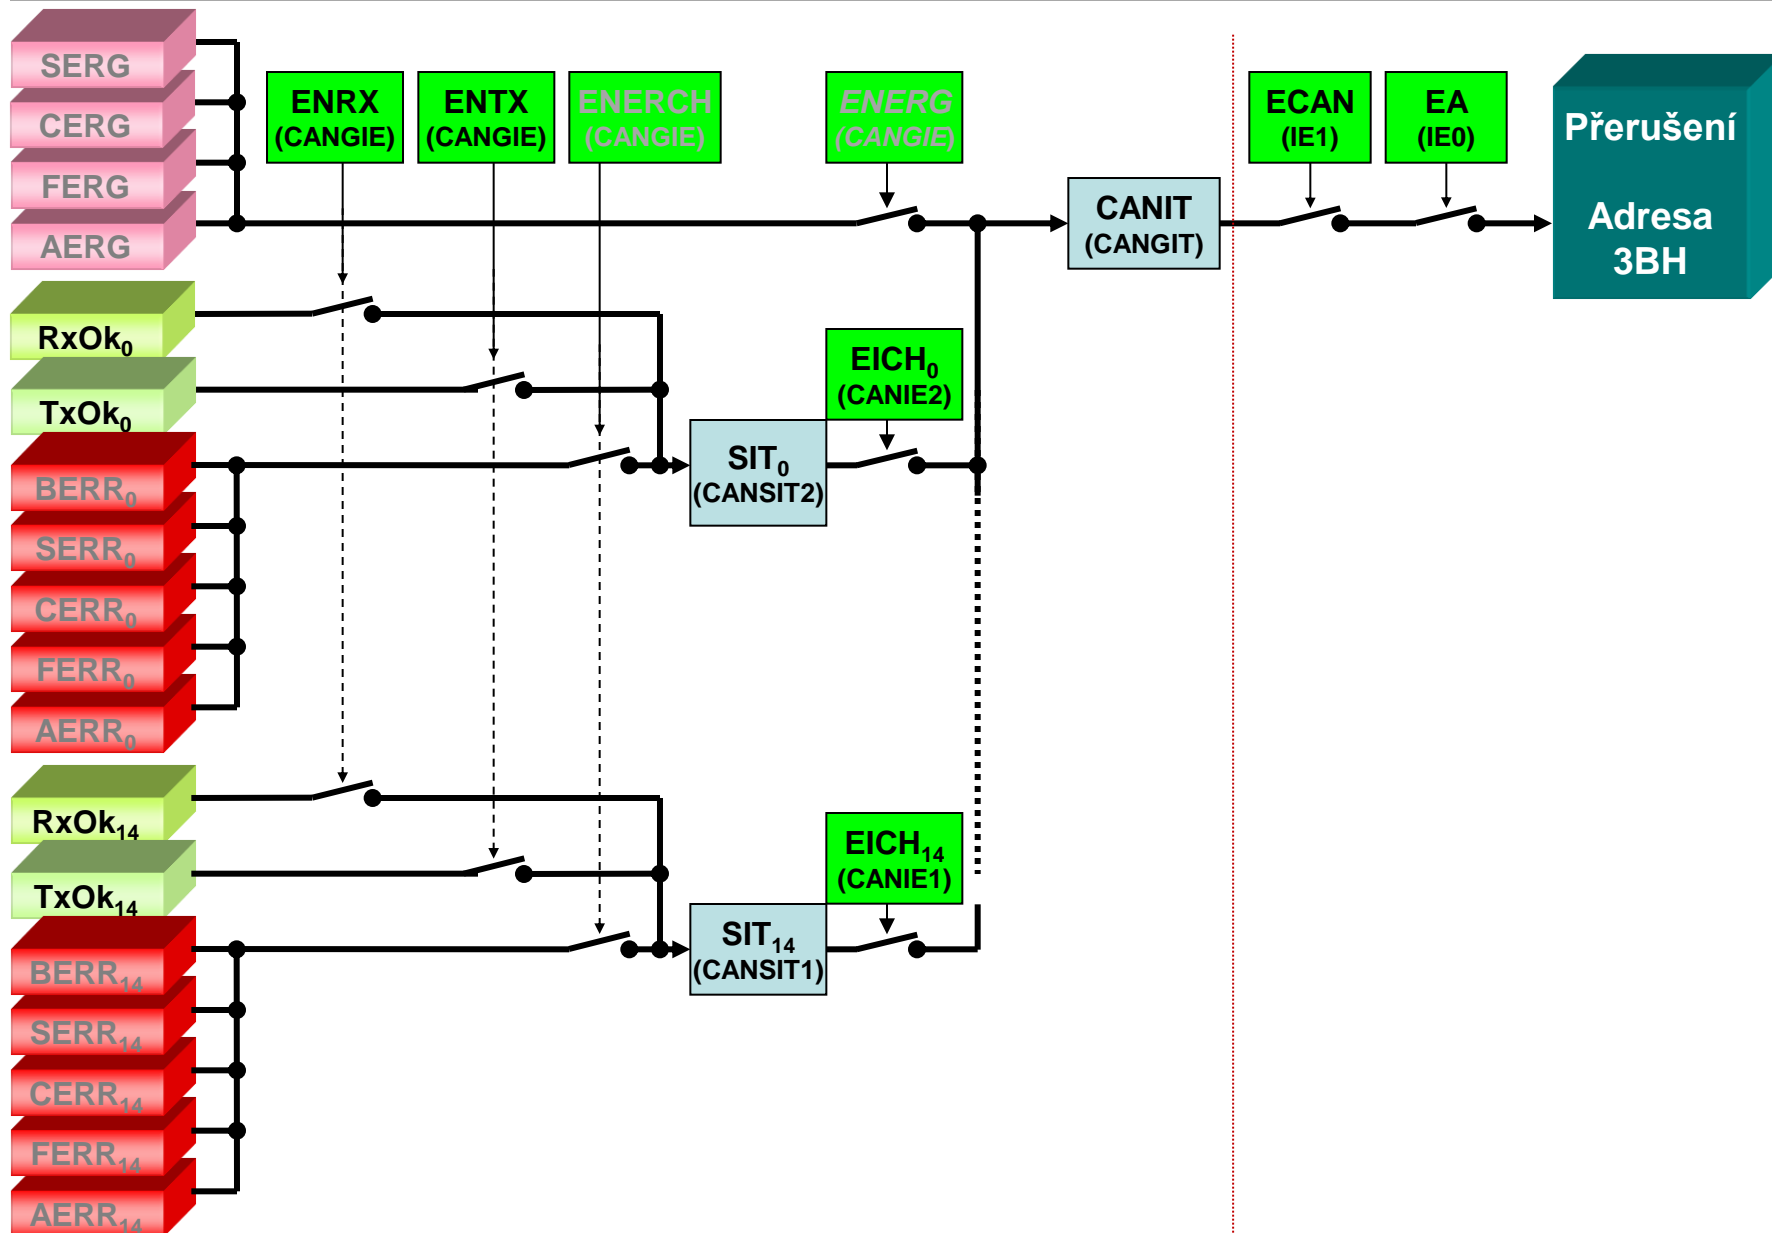 SERG
CERG
FERG
AERG
ENRX
(CANGIE)
ENTX
(CANGIE)
ENERCH
(CANGIE)
ENERG
(CANGIE)
ECAN
(IE1)
EA
(IE0)
Přerušení
Adresa
3BH
CANIT
(CANGIT)
RxOk0
TxOk0
BERR0
SERR0
CERR0
FERR0
AERR0
EICH0
(CANIE2)
SIT0
(CANSIT2)
RxOk14
TxOk14
BERR14
SERR14
CERR14
FERR14
AERR14
EICH14
(CANIE1)
SIT14
(CANSIT1)